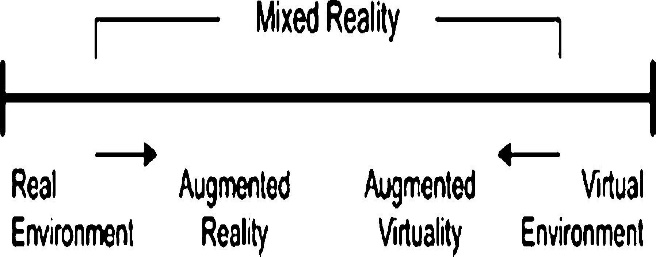 Mixed Reality
Real
Environment
Augmented
Reality
Augmented
Virtuality
Virtual
Environment